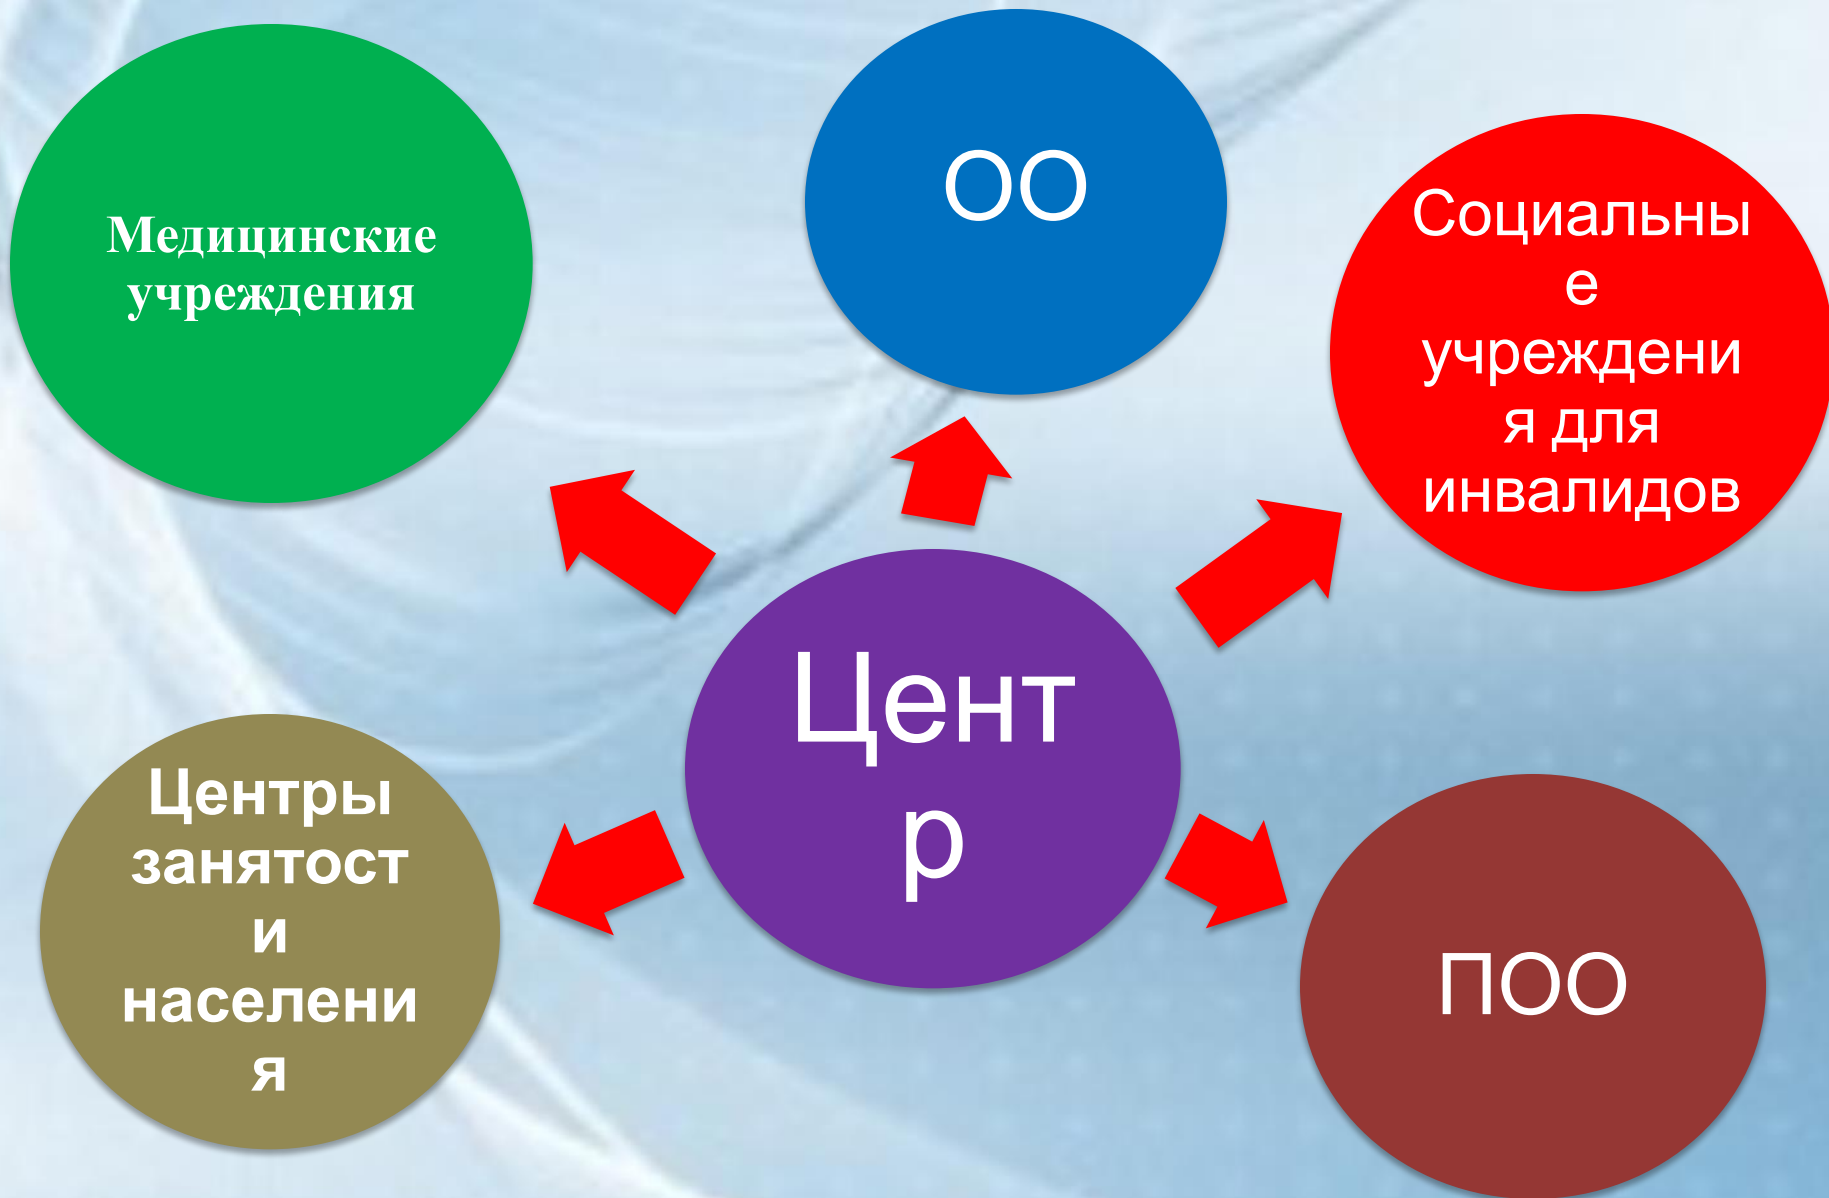 Медицинские
учреждения
ОО
Социальны
е
учреждени
я для
инвалидов
Цент
р
Центры
занятост
и
населени
я
ПОО